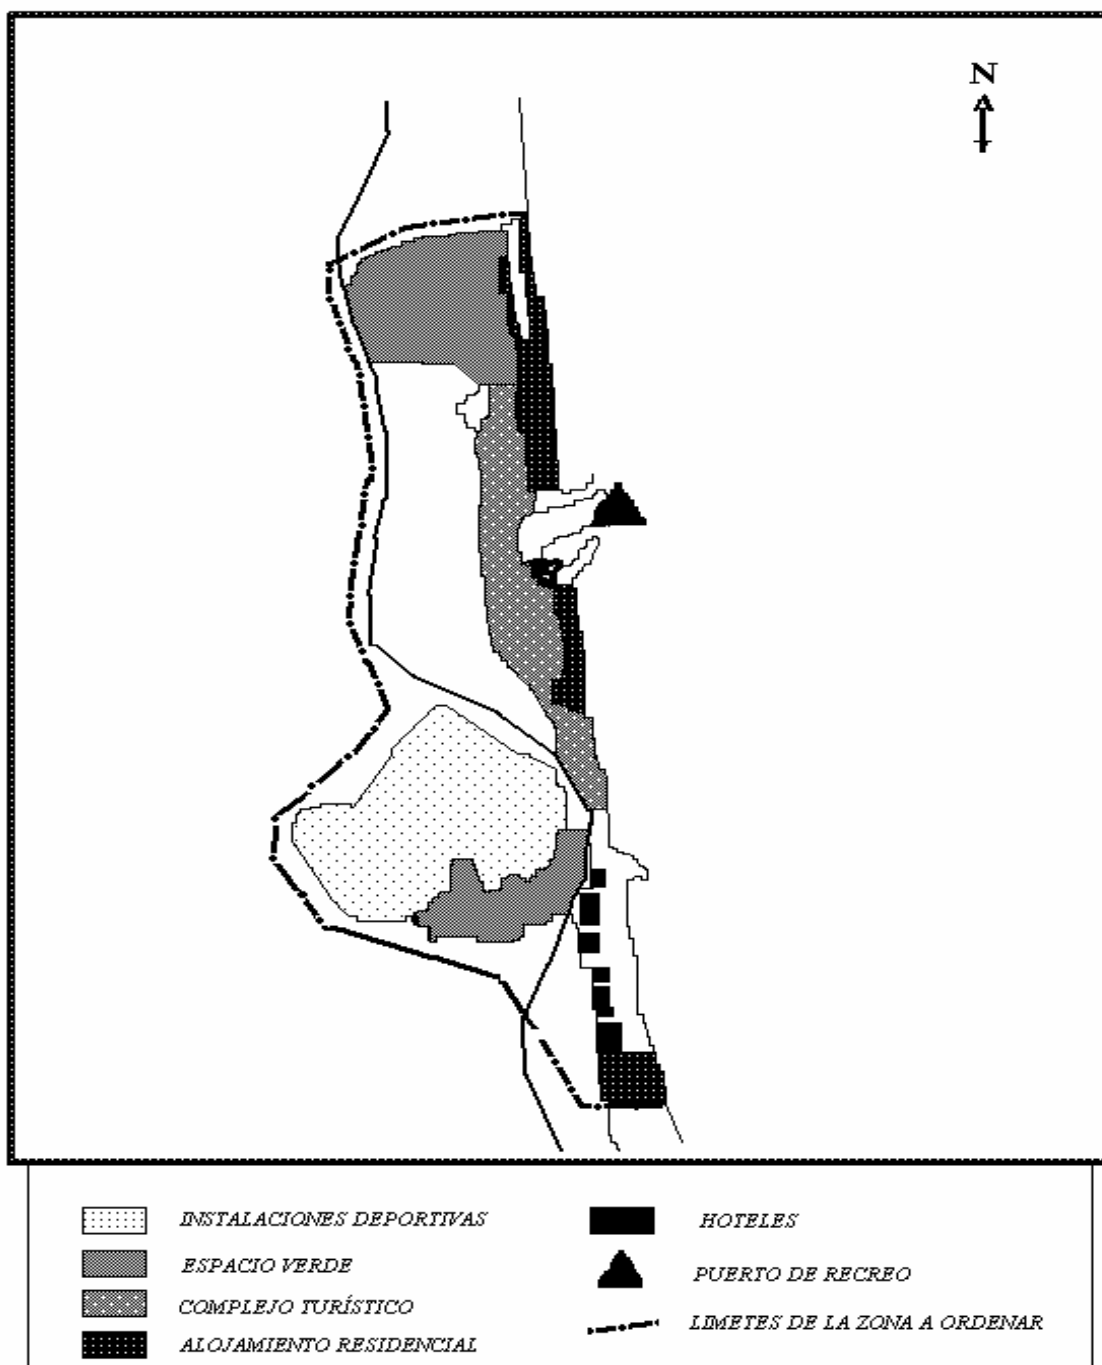 N
INSTALACIONES DEPORTIVAS
ESPACIO VERDE
COMPLEJO TURÍSTICO
ALOJAMIENTO RESIDENCIAL
HOTELES
PUERTO DE RECREO
LIMETES DE LA ZONA A ORDENAR